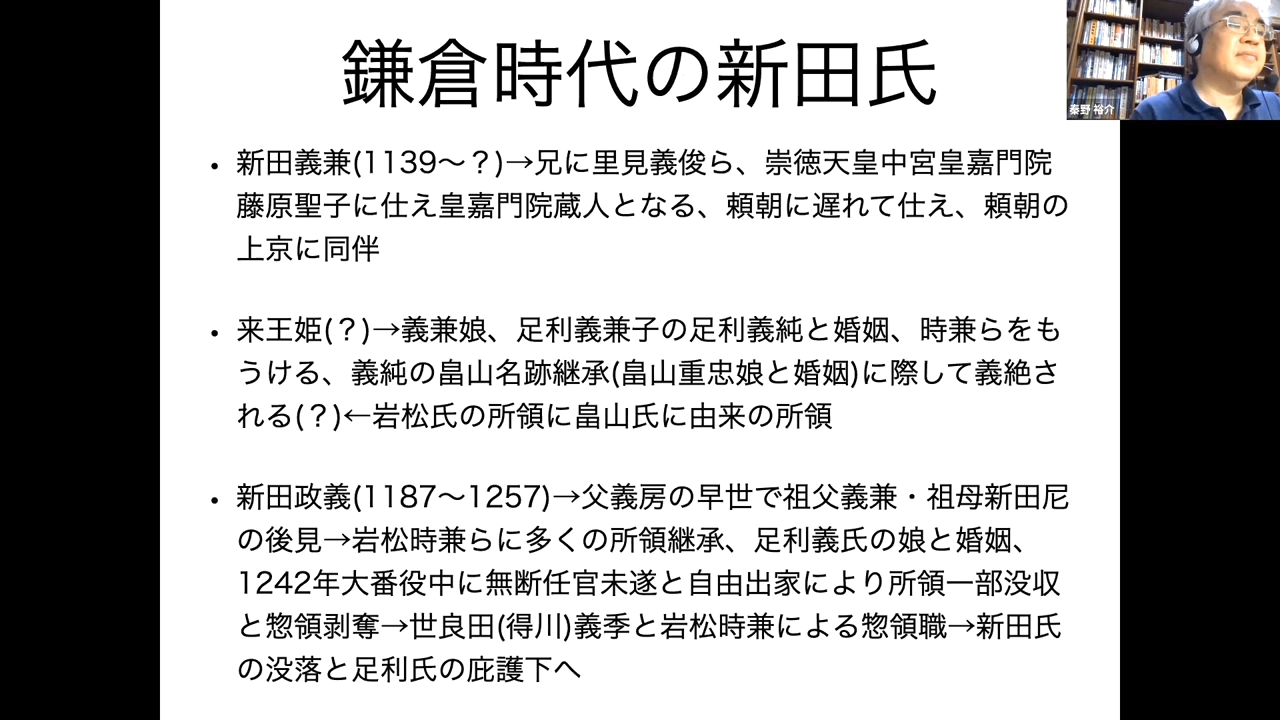 鎌倉時代の新田氏
秦野 裕介
• 新田義兼(1139〜？)→兄に里見義俊ら、崇徳天皇中宮皇嘉門院
藤原聖子に仕え皇嘉門院蔵人となる、頼朝に遅れて仕え、頼朝の
上京に同伴
• 来王姫(？)→義兼娘、足利義兼子の足利義純と婚姻、時兼らをも
うける、義純の畠山名跡継承(畠山重忠娘と婚姻)に際して義絶さ
れる(？)←岩松氏の所領に畠山氏に由来の所領
• 新田政義(1187〜1257)→父義房の早世で祖父義兼・祖母新田尼
の後見→岩松時兼らに多くの所領継承、足利義氏の娘と婚姻、
1242年大番役中に無断任官未遂と自由出家により所領一部没収
と惣領剥奪→世良田(得川)義季と岩松時兼による惣領職→新田氏
の没落と足利氏の庇護下へ